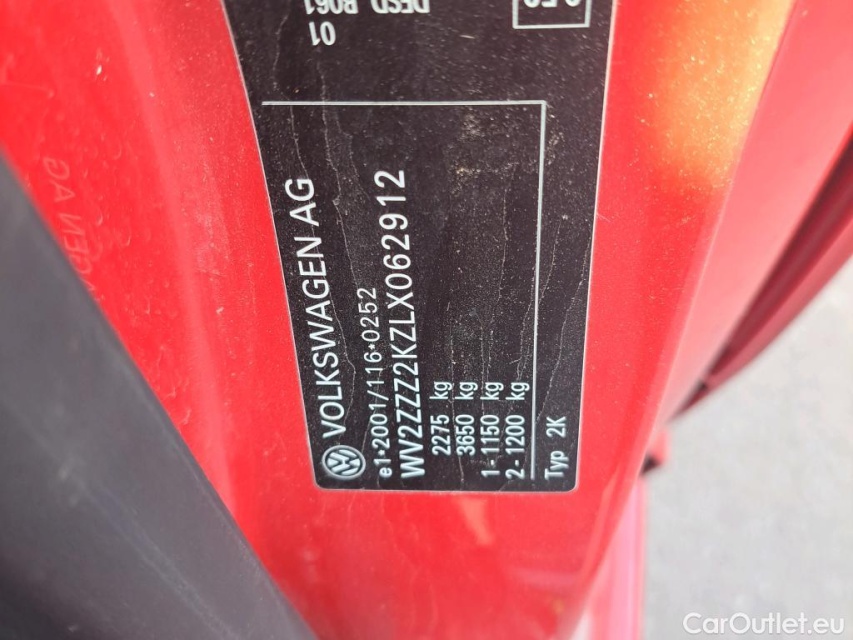 VOLKSWAGEN AG
e1*2001/116*0252
WV2ZZZ2KZLX062912
2275 kg
3650 kg
1- 1150 kg
2- 1200 kg
Typ 2K
01
CarOutlet.eu